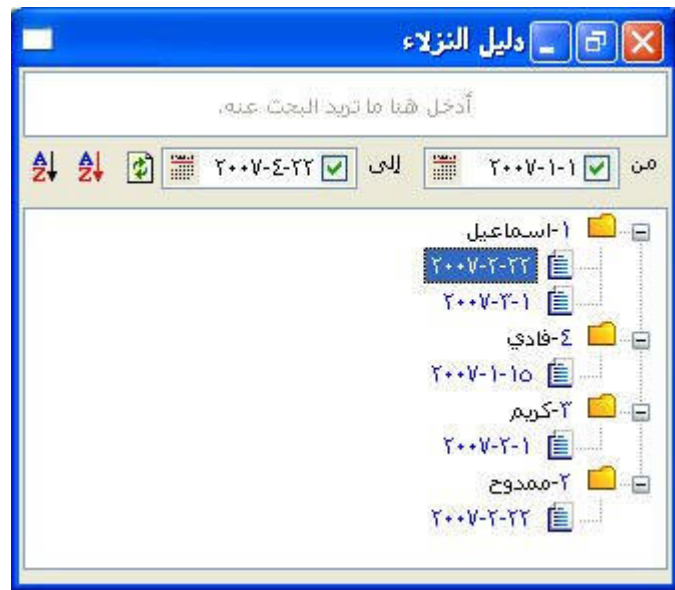 دليل النزلاء
أدخل هنا ما تريد البحث عنه.
من ١-١-٢٠٠٧ إلى ٢٢-٤-٢٠٠٧
١-اسماعيل
٢٢-٢-٢٠٠٧
١-٣-٢٠٠٧
٤-فادي
١٥-١-٢٠٠٧
٣-كريم
١-٢-٢٠٠٧
٢-ممدوح
٢٢-٢-٢٠٠٧